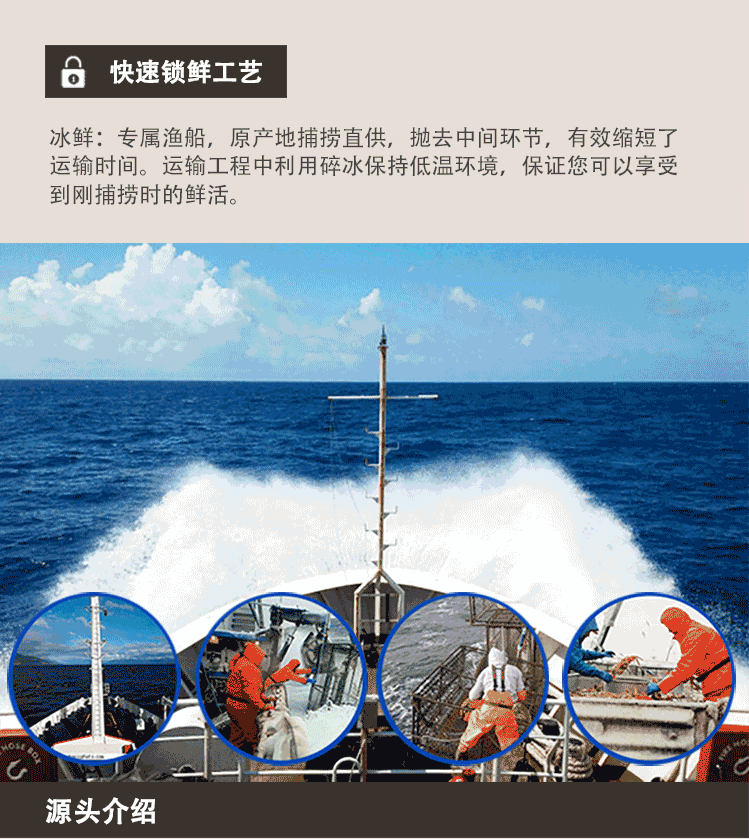 快速锁鲜工艺
冰鲜：专属渔船，原产地捕捞直供，抛去中间环节，有效缩短了
运输时间。运输工程中利用碎冰保持低温环境，保证您可以享受
到刚捕捞时的鲜活。
HOSE BOX
源头介绍